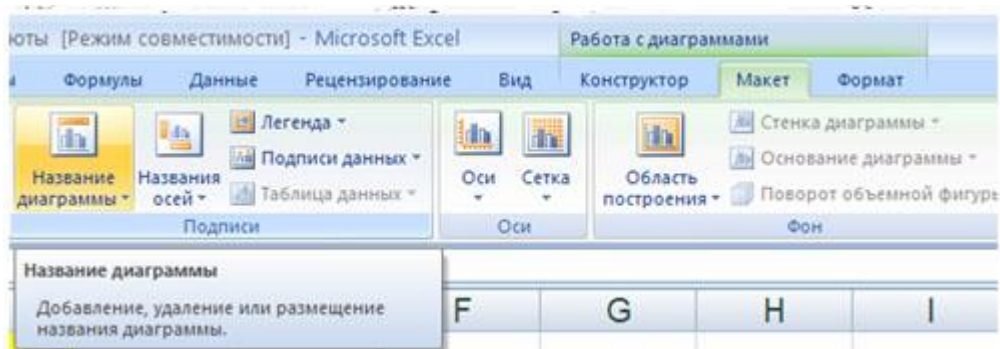 оты [Режим совместимости] - Microsoft Excel Работа с диаграммами
Формулы Данные Рецензирование Вид Конструктор Макет Формат
Название диаграммы
Названия осей
Легенда
Подписи данных
Таблица данных
Подписи
Оси
Сетка
Оси
Область построения
Стенка диаграммы
Основание диаграммы
Поворот объемной фигуры
Фон
Название диаграммы
Добавление, удаление или размещение
названия диаграммы.
F G H I